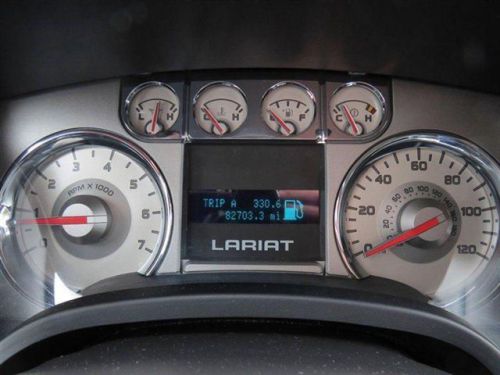 L H
C H
E F
C H
TRIP A 330.6
82703.3 mi
LARIAT
RPM X 1000
1 2 3 4 5 6 7
0 20 40 60 80 100 120